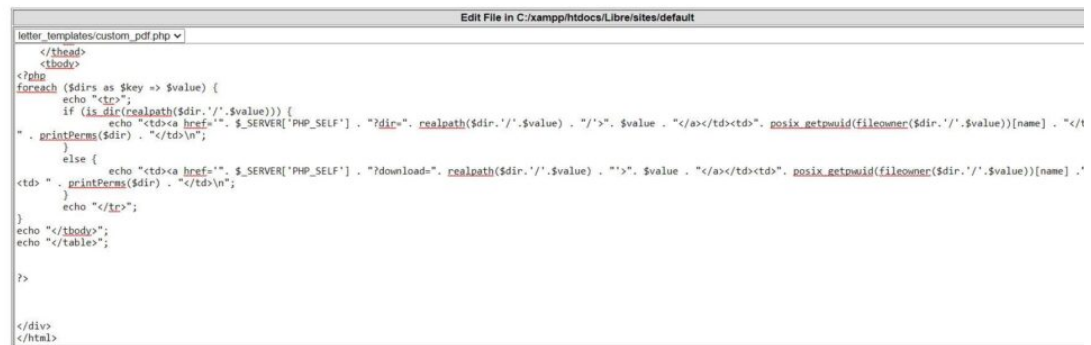 Edit File in C:/xampp/htdocs/Libre/sites/default
letter_templates/custom_pdf.php
</thead>
<tbody>
<?php
foreach ($dirs as $key => $value) {
echo "<tr>";
if (is_dir(realpath($dir.'/'.$value))) {
echo "<td><a href='". $_SERVER['PHP_SELF'] . "?dir=". realpath($dir.'/'.$value) . "/'>". $value . "</a></td><td>". posix_getpwuid(fileowner($dir.'/'.$value))[name] . "</t
" . printPerms($dir) . "</td>\n";
}
else {
echo "<td><a href='". $_SERVER['PHP_SELF'] . "?download=". realpath($dir.'/'.$value) . "'>". $value . "</a></td><td>". posix_getpwuid(fileowner($dir.'/'.$value))[name] ."
<td> " . printPerms($dir) . "</td>\n";
}
echo "</tr>";
}
echo "</tbody>";
echo "</table>";
?>
</div>
</html>